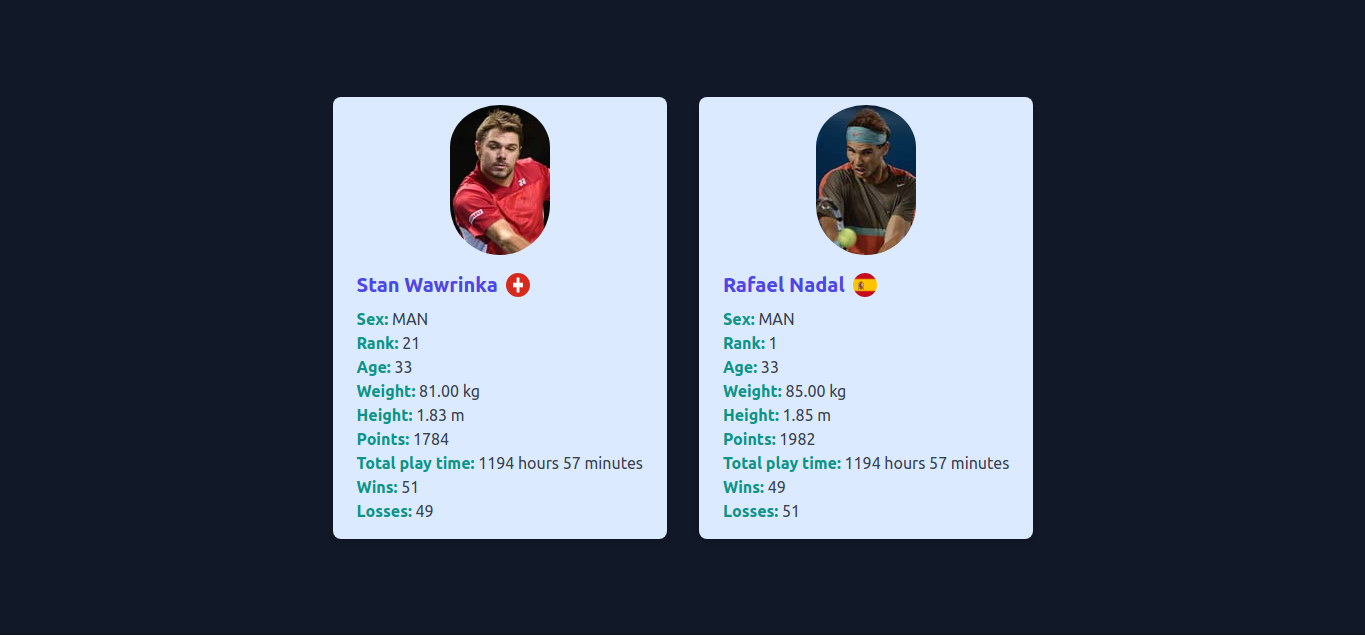 Stan Wawrinka
Sex: MAN
Rank: 21
Age: 33
Weight: 81.00 kg
Height: 1.83 m
Points: 1784
Total play time: 1194 hours 57 minutes
Wins: 51
Losses: 49
Rafael Nadal
Sex: MAN
Rank: 1
Age: 33
Weight: 85.00 kg
Height: 1.85 m
Points: 1982
Total play time: 1194 hours 57 minutes
Wins: 49
Losses: 51